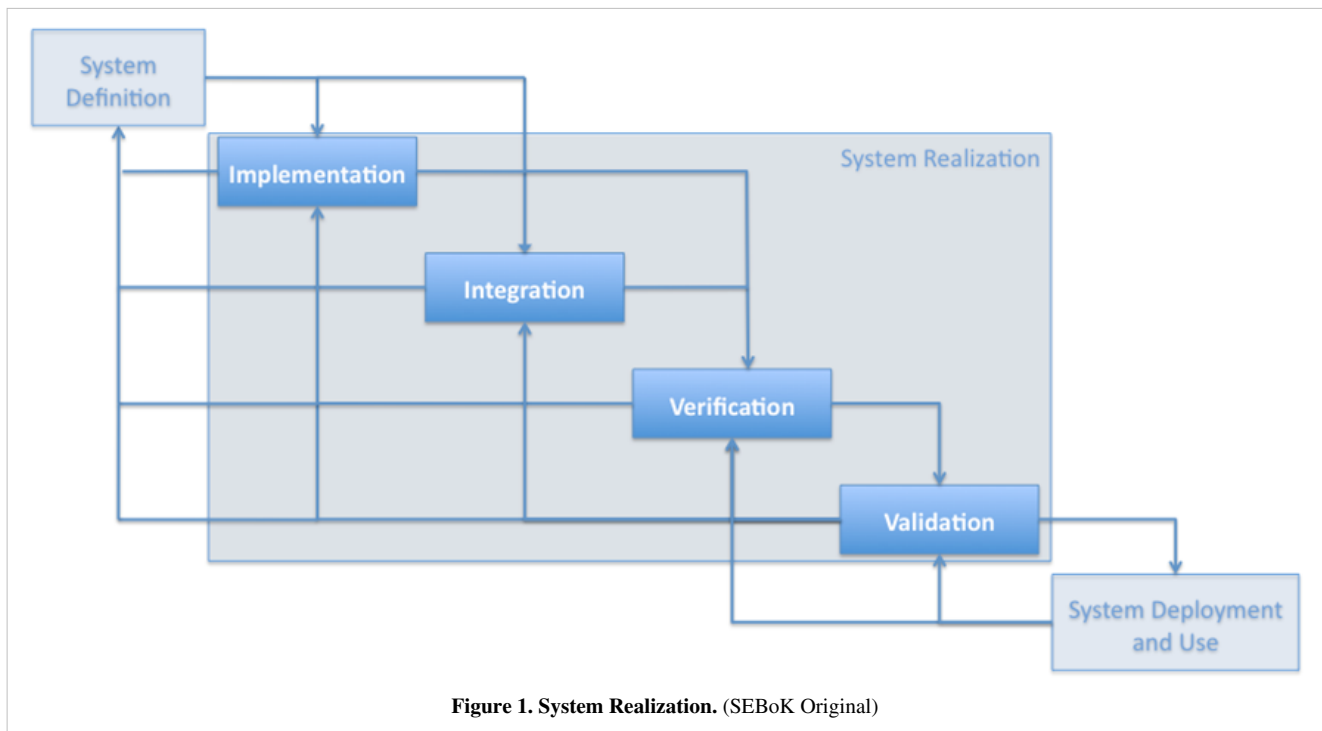 System
Definition
System Realization
Implementation
Integration
Verification
Validation
System Deployment
and Use
Figure 1. System Realization. (SEBoK Original)